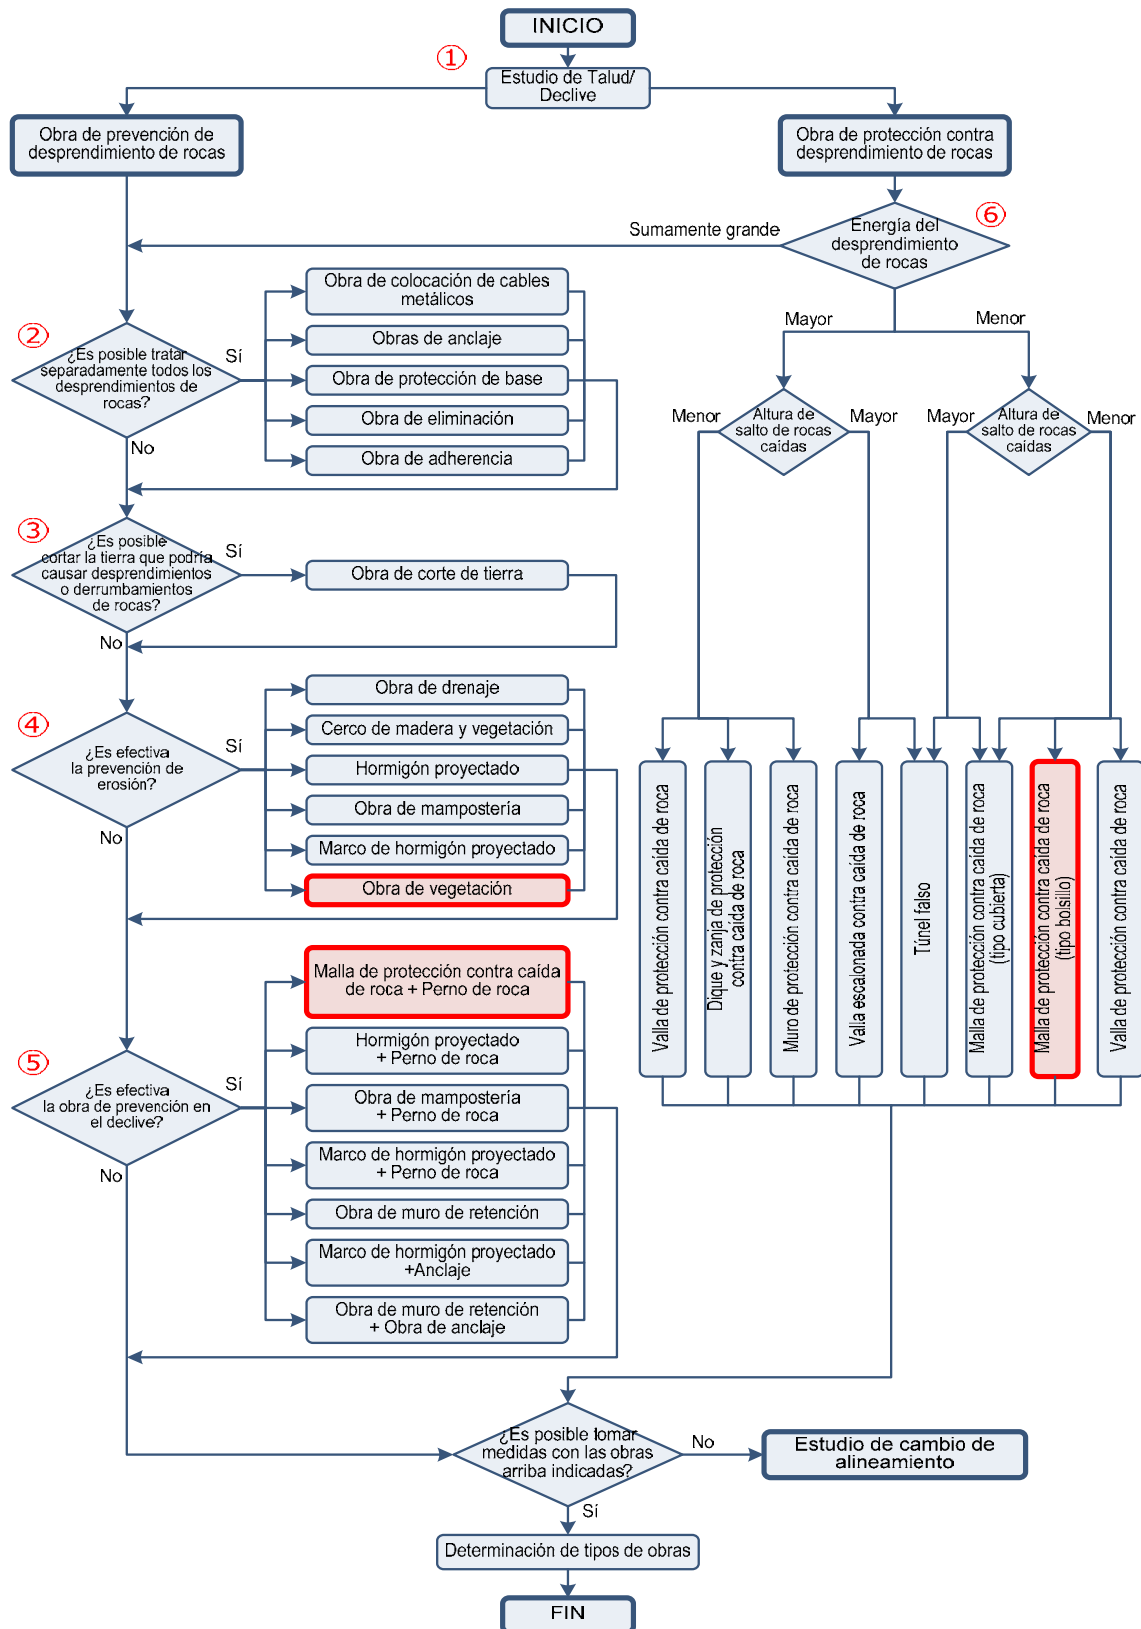 INICIO
①
Estudio de Talud/
Declive
Obra de prevención de
desprendimiento de rocas
Obra de protección contra
desprendimiento de rocas
⑥
Energía del
desprendimiento
de rocas
Sumamente grande
Mayor
Menor
②
¿Es posible tratar
separadamente todos los
desprendimientos de
rocas?
Sí
No
Obra de colocación de cables
metálicos
Obras de anclaje
Obra de protección de base
Obra de eliminación
Obra de adherencia
Menor
Altura de
salto de rocas
caídas
Mayor
Mayor
Altura de
salto de rocas
caídas
Menor
③
¿Es posible
cortar la tierra que podría
causar desprendimientos
o derrumbamientos
de rocas?
Sí
No
Obra de corte de tierra
④
¿Es efectiva
la prevención de
erosión?
Sí
No
Obra de drenaje
Cerco de madera y vegetación
Hormigón proyectado
Obra de mampostería
Marco de hormigón proyectado
Obra de vegetación
Valla de protección contra caída de roca
Dique y zanja de protección
contra caída de roca
Muro de protección contra caída de roca
Valla escalonada contra caída de roca
Túnel falso
Malla de protección contra caída de roca
(tipo cubierta)
Malla de protección contra caída de roca
(tipo bolsillo)
Valla de protección contra caída de roca
⑤
¿Es efectiva
la obra de prevención en
el declive?
Sí
No
Malla de protección contra caída
de roca + Perno de roca
Hormigón proyectado
+ Perno de roca
Obra de mampostería
+ Perno de roca
Marco de hormigón proyectado
+ Perno de roca
Obra de muro de retención
Marco de hormigón proyectado
+Anclaje
Obra de muro de retención
+ Obra de anclaje
¿Es posible tomar
medidas con las obras
arriba indicadas?
No
Estudio de cambio de
alineamiento
Sí
Determinación de tipos de obras
FIN